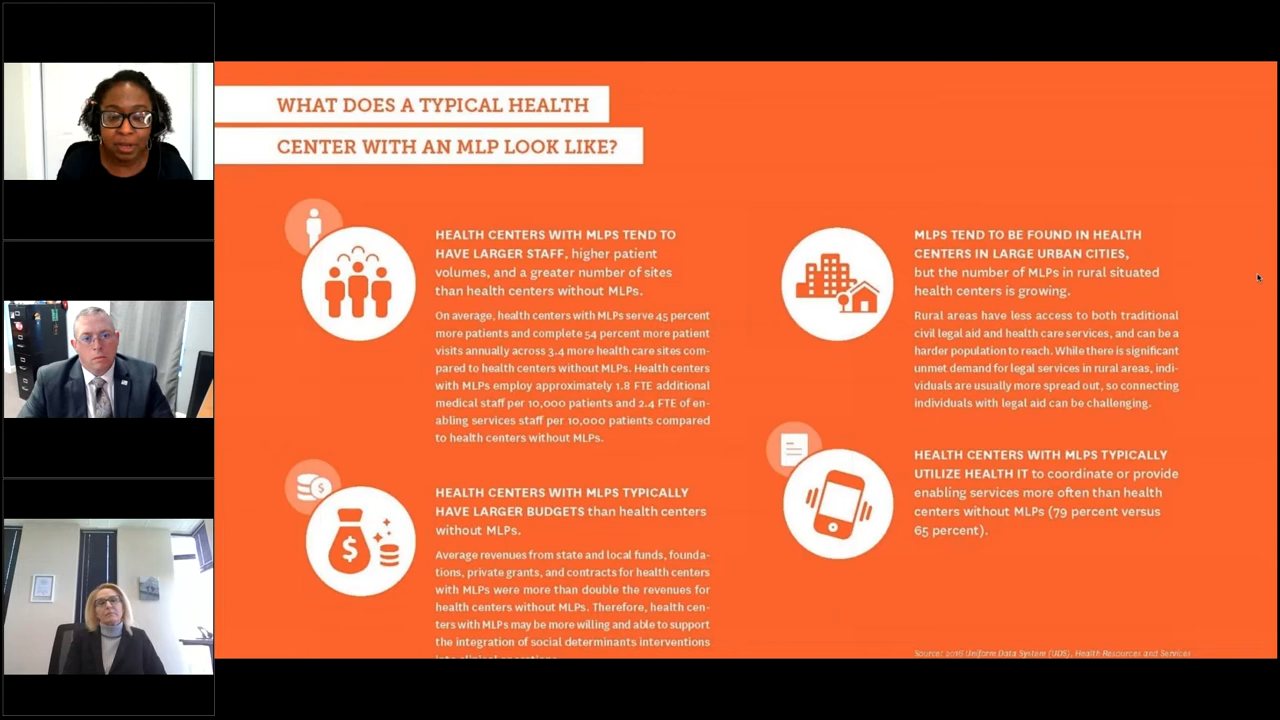 WHAT DOES A TYPICAL HEALTH
CENTER WITH AN MLP LOOK LIKE?
HEALTH CENTERS WITH MLPS TEND TO
HAVE LARGER STAFF, higher patient
volumes, and a greater number of sites
than health centers without MLPs.
On average, health centers with MLPs serve 45 percent
more patients and complete 54 percent more patient
visits annually across 3.4 more health care sites com-
pared to health centers without MLPs. Health centers
with MLPs employ approximately 1.8 FTE additional
medical staff per 10,000 patients and 2.4 FTE of en-
abling services staff per 10,000 patients compared
to health centers without MLPs.
HEALTH CENTERS WITH MLPS TYPICALLY
HAVE LARGER BUDGETS than health centers
without MLPs.
Average revenues from state and local funds, founda-
tions, private grants, and contracts for health centers
with MLPs were more than double the revenues for
health centers without MLPs. Therefore, health cen-
ters with MLPs may be more willing and able to support
the integration of social determinants interventions
MLPS TEND TO BE FOUND IN HEALTH
CENTERS IN LARGE URBAN CITIES,
but the number of MLPs in rural situated
health centers is growing.
Rural areas have less access to both traditional
civil legal aid and health care services, and can be a
harder population to reach. While there is significant
unmet demand for legal services in rural areas, indi-
viduals are usually more spread out, so connecting
individuals with legal aid can be challenging.
HEALTH CENTERS WITH MLPS TYPICALLY
UTILIZE HEALTH IT to coordinate or provide
enabling services more often than health
centers without MLPs (79 percent versus
65 percent).
Source: 2016 Uniform Data System (UDS), Health Resources and Services